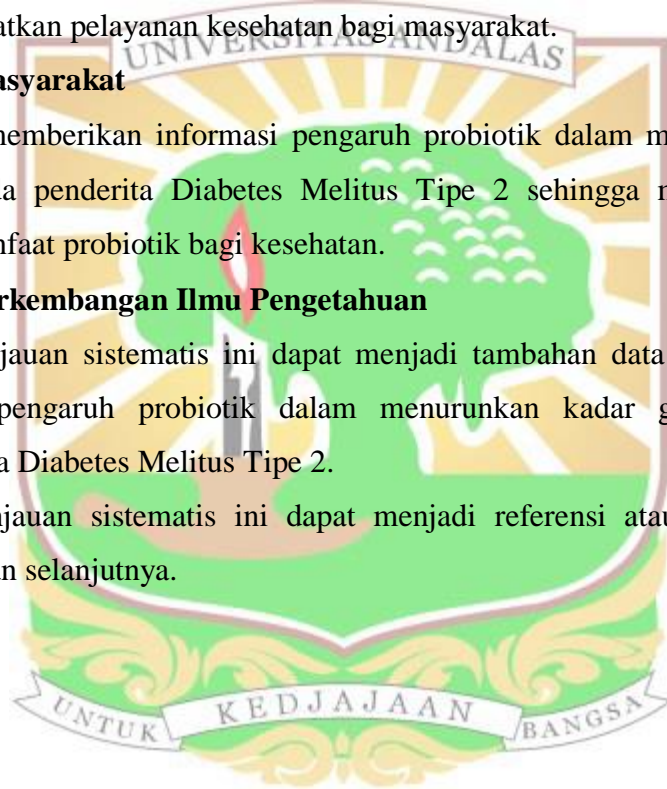 atkan pelayanan kesehatan bagi masyarakat.
UNIVERSITAS ANDALAS
asyarakat
memberikan informasi pengaruh probiotik dalam m
a penderita Diabetes Melitus Tipe 2 sehingga
nfaat probiotik bagi kesehatan.
rkembangan Ilmu Pengetahuan
jauan sistematis ini dapat menjadi tambahan data
pengaruh probiotik dalam menurunkan kadar g
a Diabetes Melitus Tipe 2.
njauan sistematis ini dapat menjadi referensi atau
n selanjutnya.
UNTUK KEDJAJAAN BANGSA